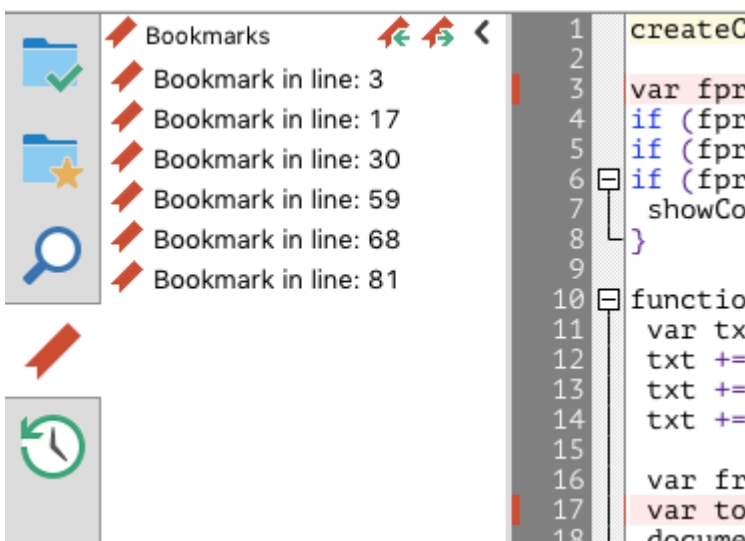 Bookmarks
Bookmark in line: 3
Bookmark in line: 17
Bookmark in line: 30
Bookmark in line: 59
Bookmark in line: 68
Bookmark in line: 81
1 createC
2
3 var fpr
4 if (fpr
5 if (fpr
6 if (fpr
7 showCo
8 }
9
10 functio
11 var tx
12 txt +=
13 txt +=
14 txt +=
15
16 var fr
17 var to
18 docume